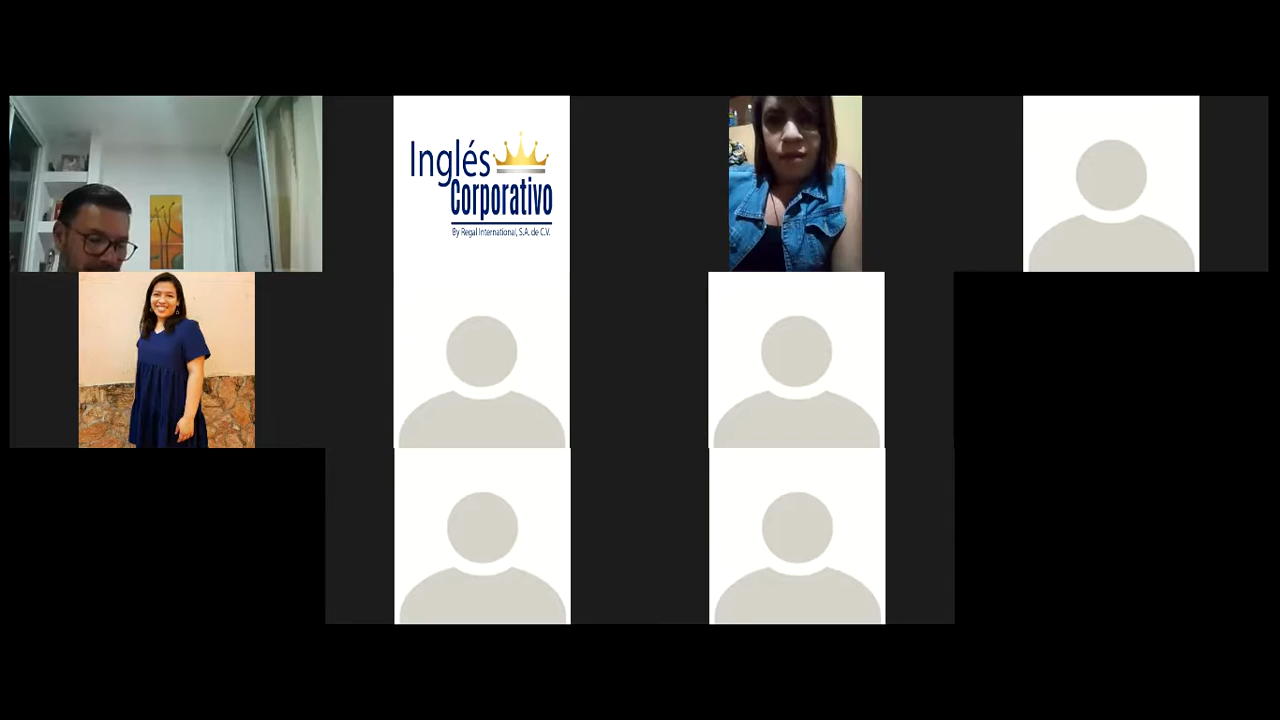 Inglés
Corporativo
By Regal International, S.A. de C.V.